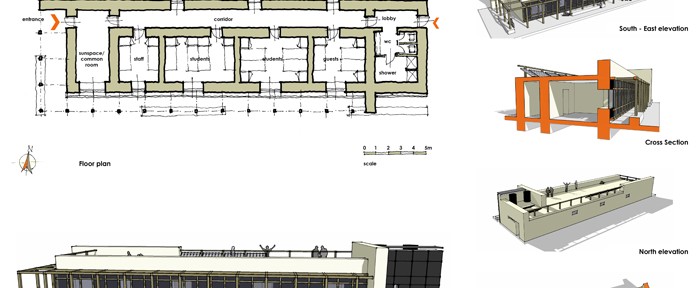 entrance
corridor
lobby
wc
sunspace/
common
room
staff
students
students
guests
shower
N
Floor plan
0 1 2 3 4 5m
scale
South - East elevation
Cross Section
North elevation